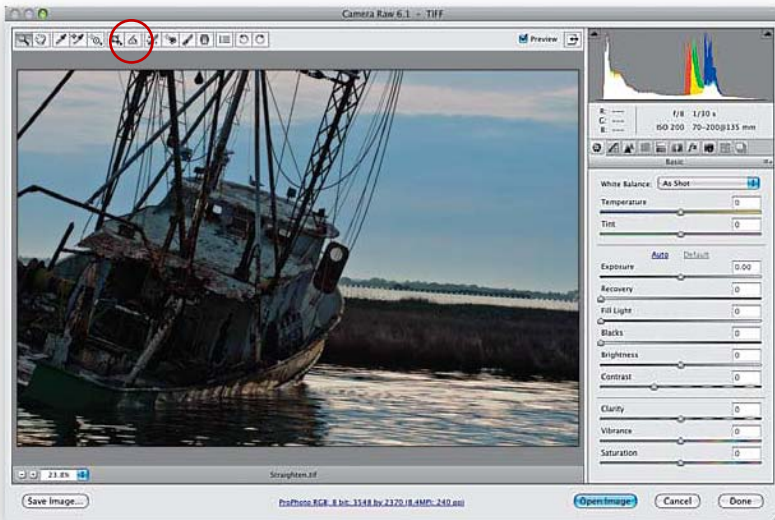 Camera Raw 6.1 - TIFF
Preview
R: ---
G: ---
B: ---
f/8 1/30 s
ISO 200 70-200@135 mm
Basic
White Balance: As Shot
Temperature 0
Tint 0
Auto Default
Exposure 0.00
Recovery 0
Fill Light 0
Blacks 0
Brightness 0
Contrast 0
Clarity 0
Vibrance 0
Saturation 0
23.8%
Straighten.tif
Save Image...
ProPhoto RGB; 8 bit; 3548 by 2370 (8.4MP); 240 ppi
Open Image
Cancel
Done